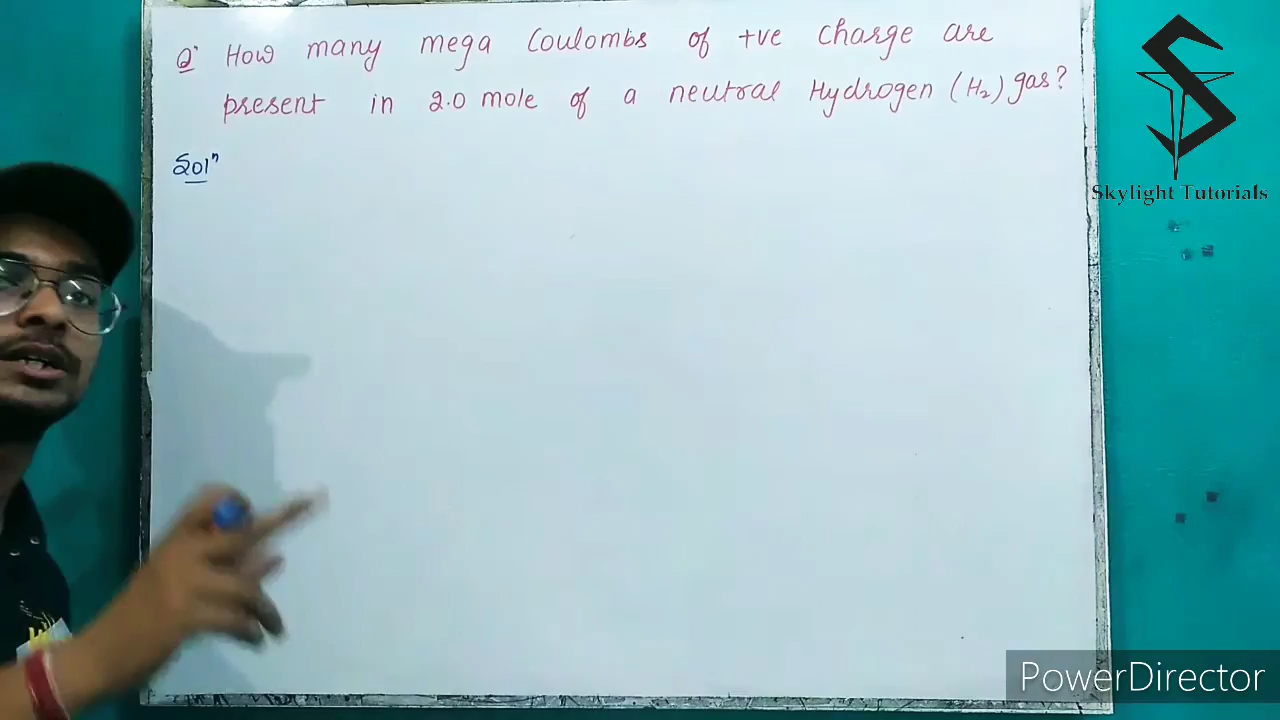 Q. How many mega Coulombs of +ve charge are
present in 2.0 mole of a neutral Hydrogen (H₂) gas?
Solⁿ
Skylight Tutorials
PowerDirector